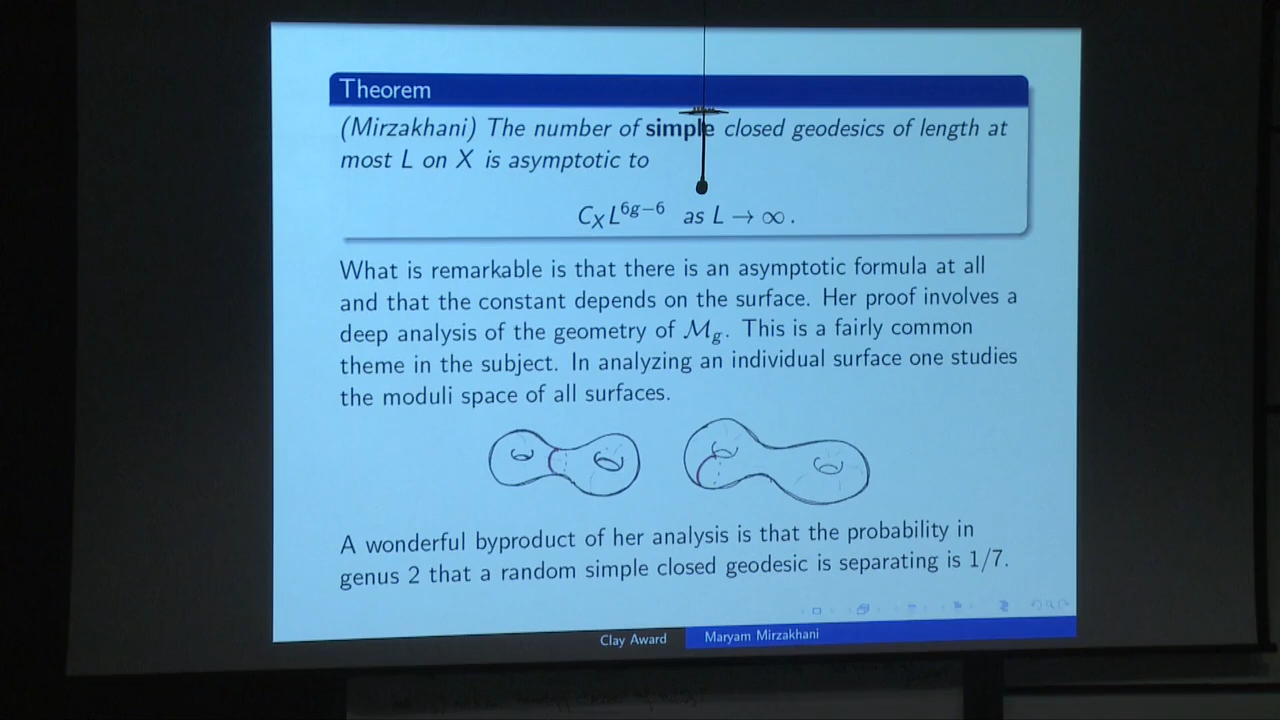 Theorem
(Mirzakhani) The number of simple closed geodesics of length at
most L on X is asymptotic to
C_X L^{6g−6} as L → ∞.
What is remarkable is that there is an asymptotic formula at all
and that the constant depends on the surface. Her proof involves a
deep analysis of the geometry of ℳ_g. This is a fairly common
theme in the subject. In analyzing an individual surface one studies
the moduli space of all surfaces.
A wonderful byproduct of her analysis is that the probability in
genus 2 that a random simple closed geodesic is separating is 1/7.
Clay Award Maryam Mirzakhani